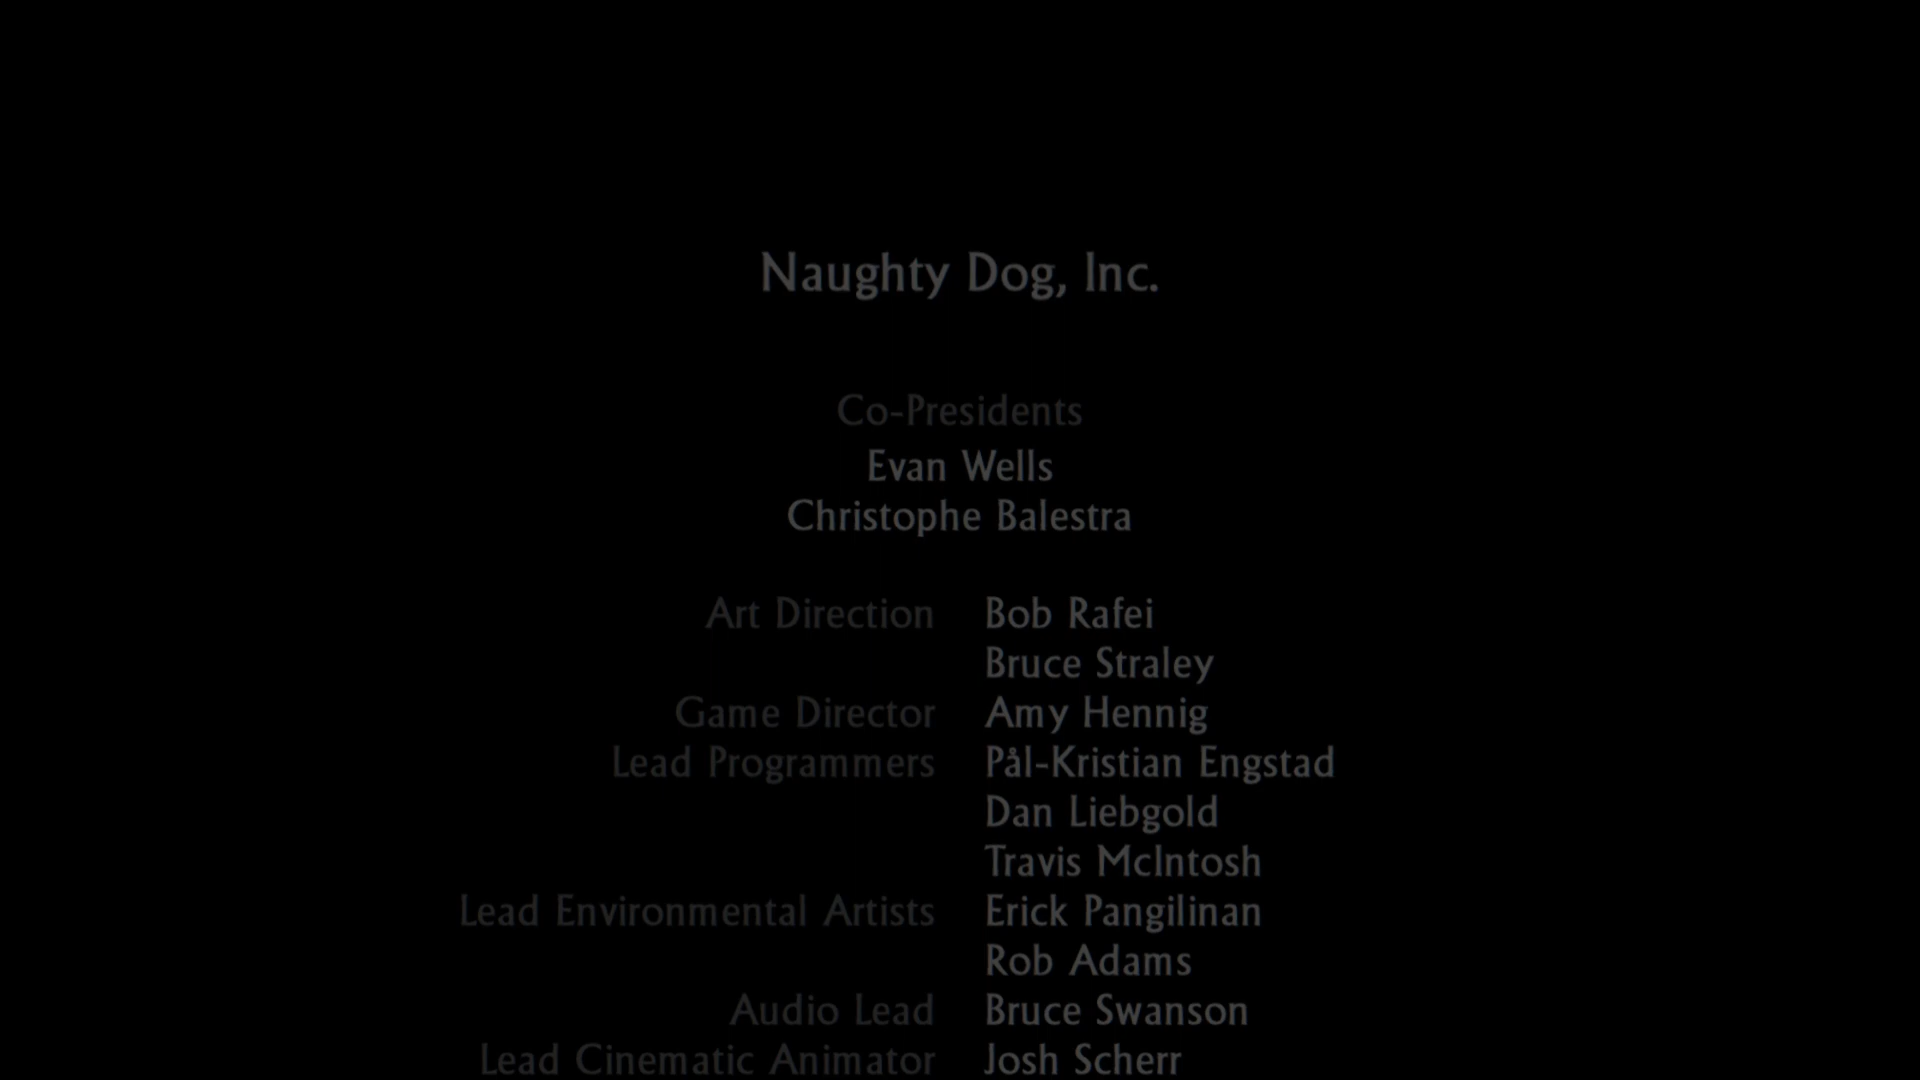 Naughty Dog, Inc.
Co-Presidents
Evan Wells
Christophe Balestra
Art Direction Bob Rafei
Bruce Straley
Game Director Amy Hennig
Lead Programmers Pål-Kristian Engstad
Dan Liebgold
Travis McIntosh
Lead Environmental Artists Erick Pangilinan
Rob Adams
Audio Lead Bruce Swanson
Lead Cinematic Animator Josh Scherr